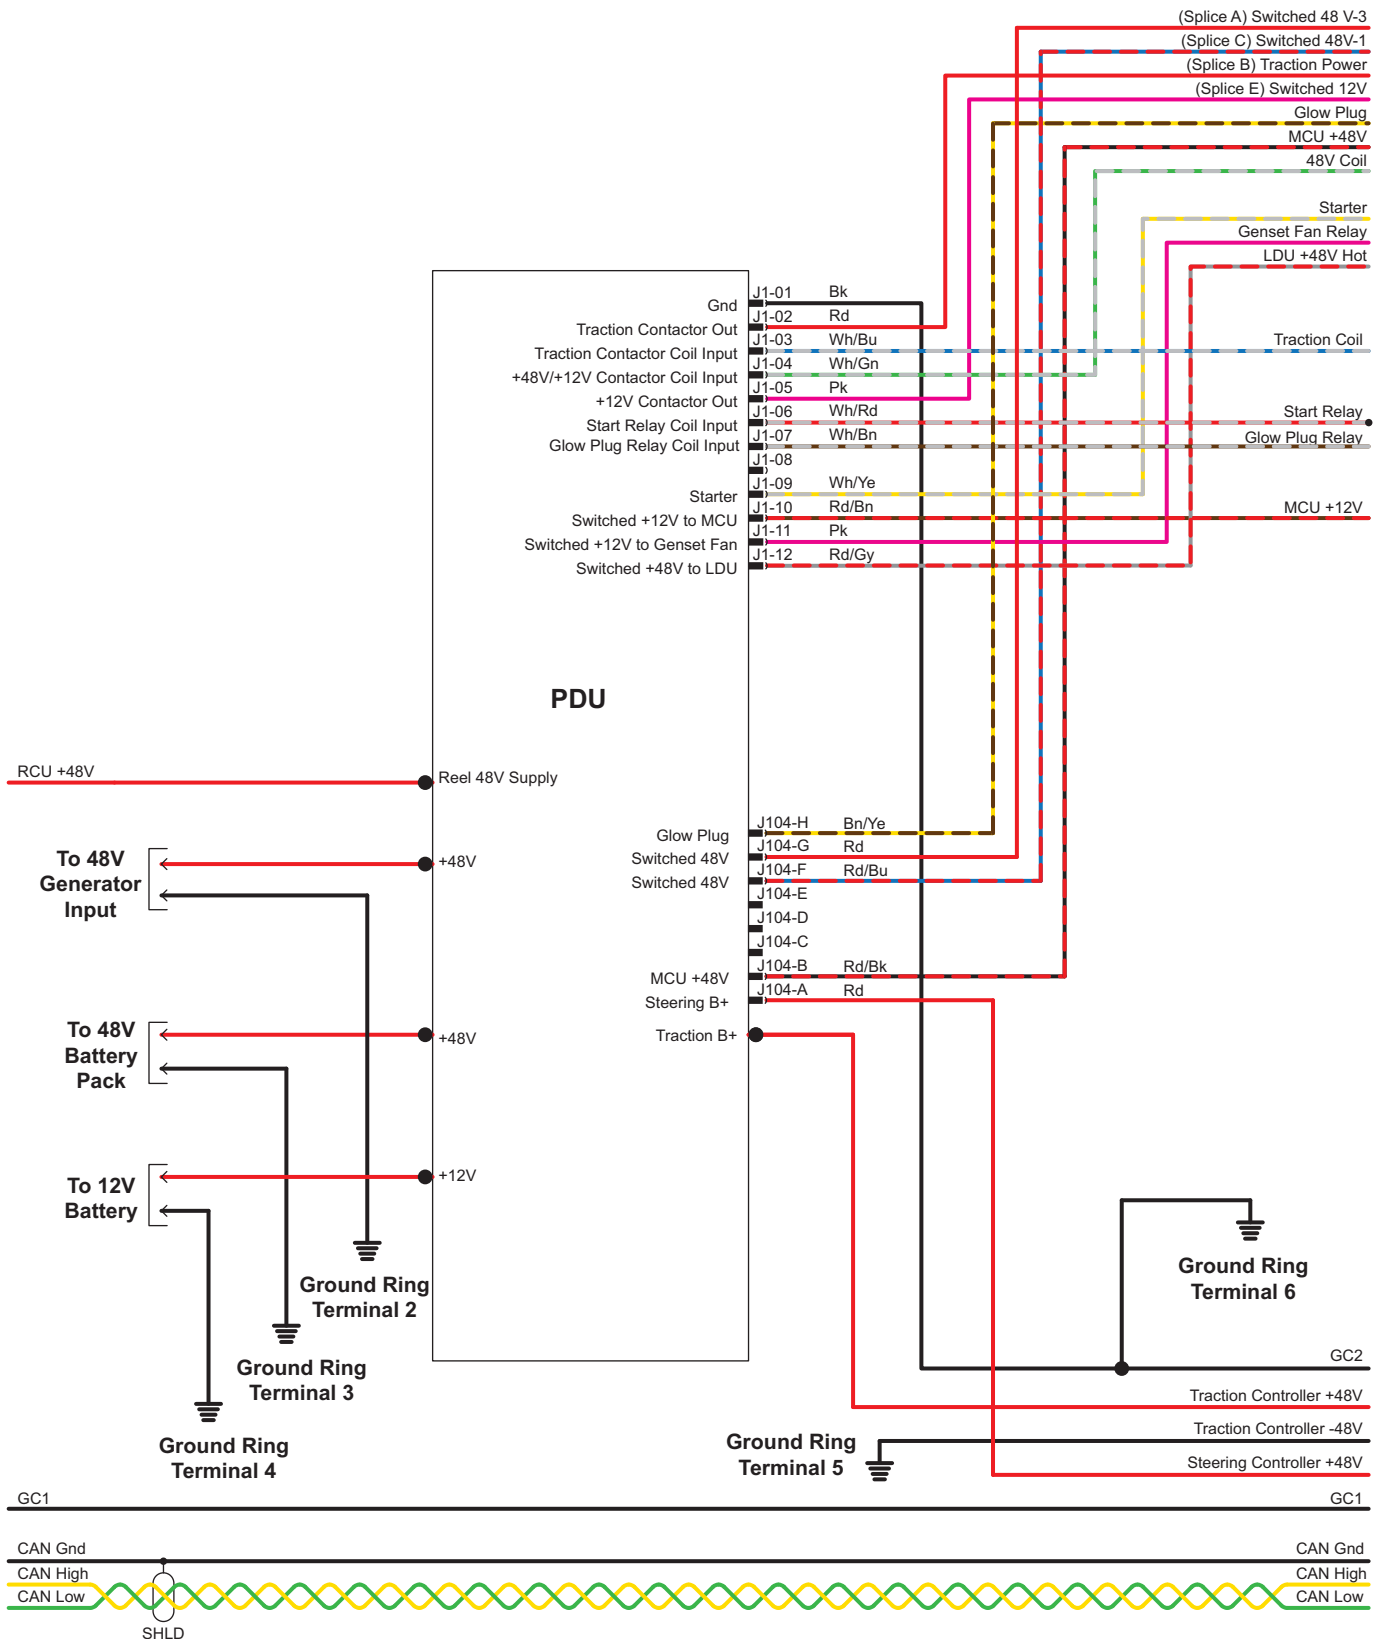 (Splice A) Switched 48 V-3
(Splice C) Switched 48V-1
(Splice B) Traction Power
(Splice E) Switched 12V
Glow Plug
MCU +48V
48V Coil
Starter
Genset Fan Relay
LDU +48V Hot
Gnd J1-01 Bk
Traction Contactor Out J1-02 Rd
Traction Contactor Coil Input J1-03 Wh/Bu Traction Coil
+48V/+12V Contactor Coil Input J1-04 Wh/Gn
+12V Contactor Out J1-05 Pk
Start Relay Coil Input J1-06 Wh/Rd Start Relay
Glow Plug Relay Coil Input J1-07 Wh/Bn Glow Plug Relay
J1-08
Starter J1-09 Wh/Ye
Switched +12V to MCU J1-10 Rd/Bn MCU +12V
Switched +12V to Genset Fan J1-11 Pk
Switched +48V to LDU J1-12 Rd/Gy
PDU
RCU +48V Reel 48V Supply
Glow Plug J104-H Bn/Ye
Switched 48V J104-G Rd
Switched 48V J104-F Rd/Bu
J104-E
J104-D
J104-C
MCU +48V J104-B Rd/Bk
Steering B+ J104-A Rd
Traction B+
To 48V
Generator
Input
+48V
To 48V
Battery
Pack
+48V
To 12V
Battery
+12V
Ground Ring
Terminal 2
Ground Ring
Terminal 3
Ground Ring
Terminal 4
Ground Ring
Terminal 6
GC2
Traction Controller +48V
Traction Controller -48V
Ground Ring
Terminal 5
Steering Controller +48V
GC1 GC1
CAN Gnd CAN Gnd
CAN High CAN High
CAN Low CAN Low
SHLD